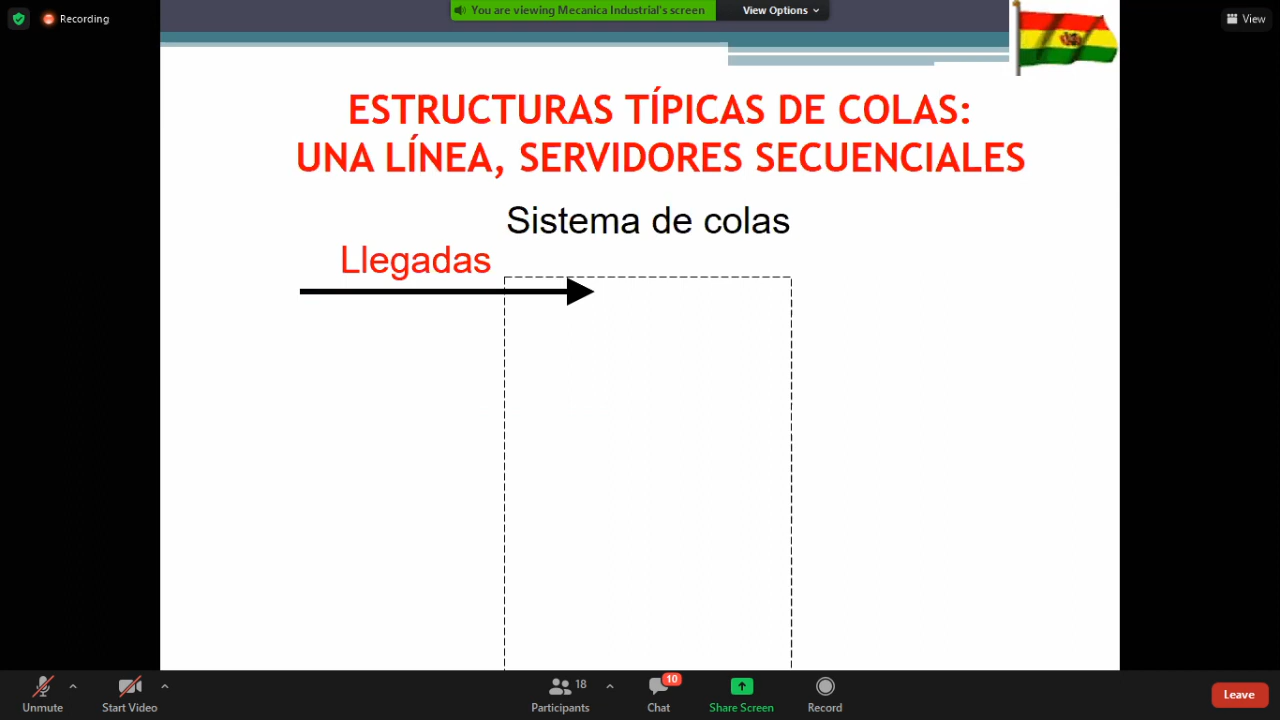 Recording
You are viewing Mecanica Industrial's screen
View Options
View
ESTRUCTURAS TÍPICAS DE COLAS:
UNA LÍNEA, SERVIDORES SECUENCIALES
Sistema de colas
Llegadas
Unmute
Start Video
18
Participants
10
Chat
Share Screen
Record
Leave